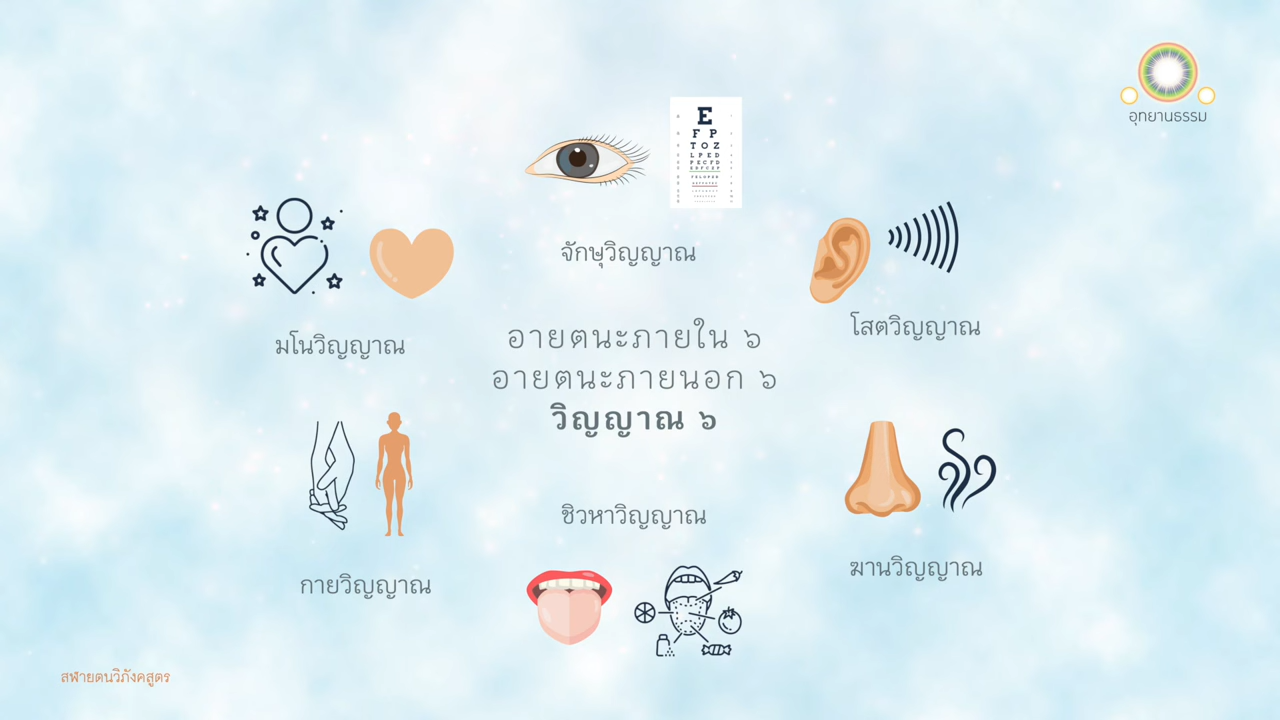 อุทยานธรรม
E
F P
T O Z
L P E D
P E C F D
E D F C Z P
จักษุวิญญาณ
โสตวิญญาณ
มโนวิญญาณ
อายตนะภายใน ๖
อายตนะภายนอก ๖
วิญญาณ ๖
ชิวหาวิญญาณ
ฆานวิญญาณ
กายวิญญาณ
สฬายตนวิภังคสูตร